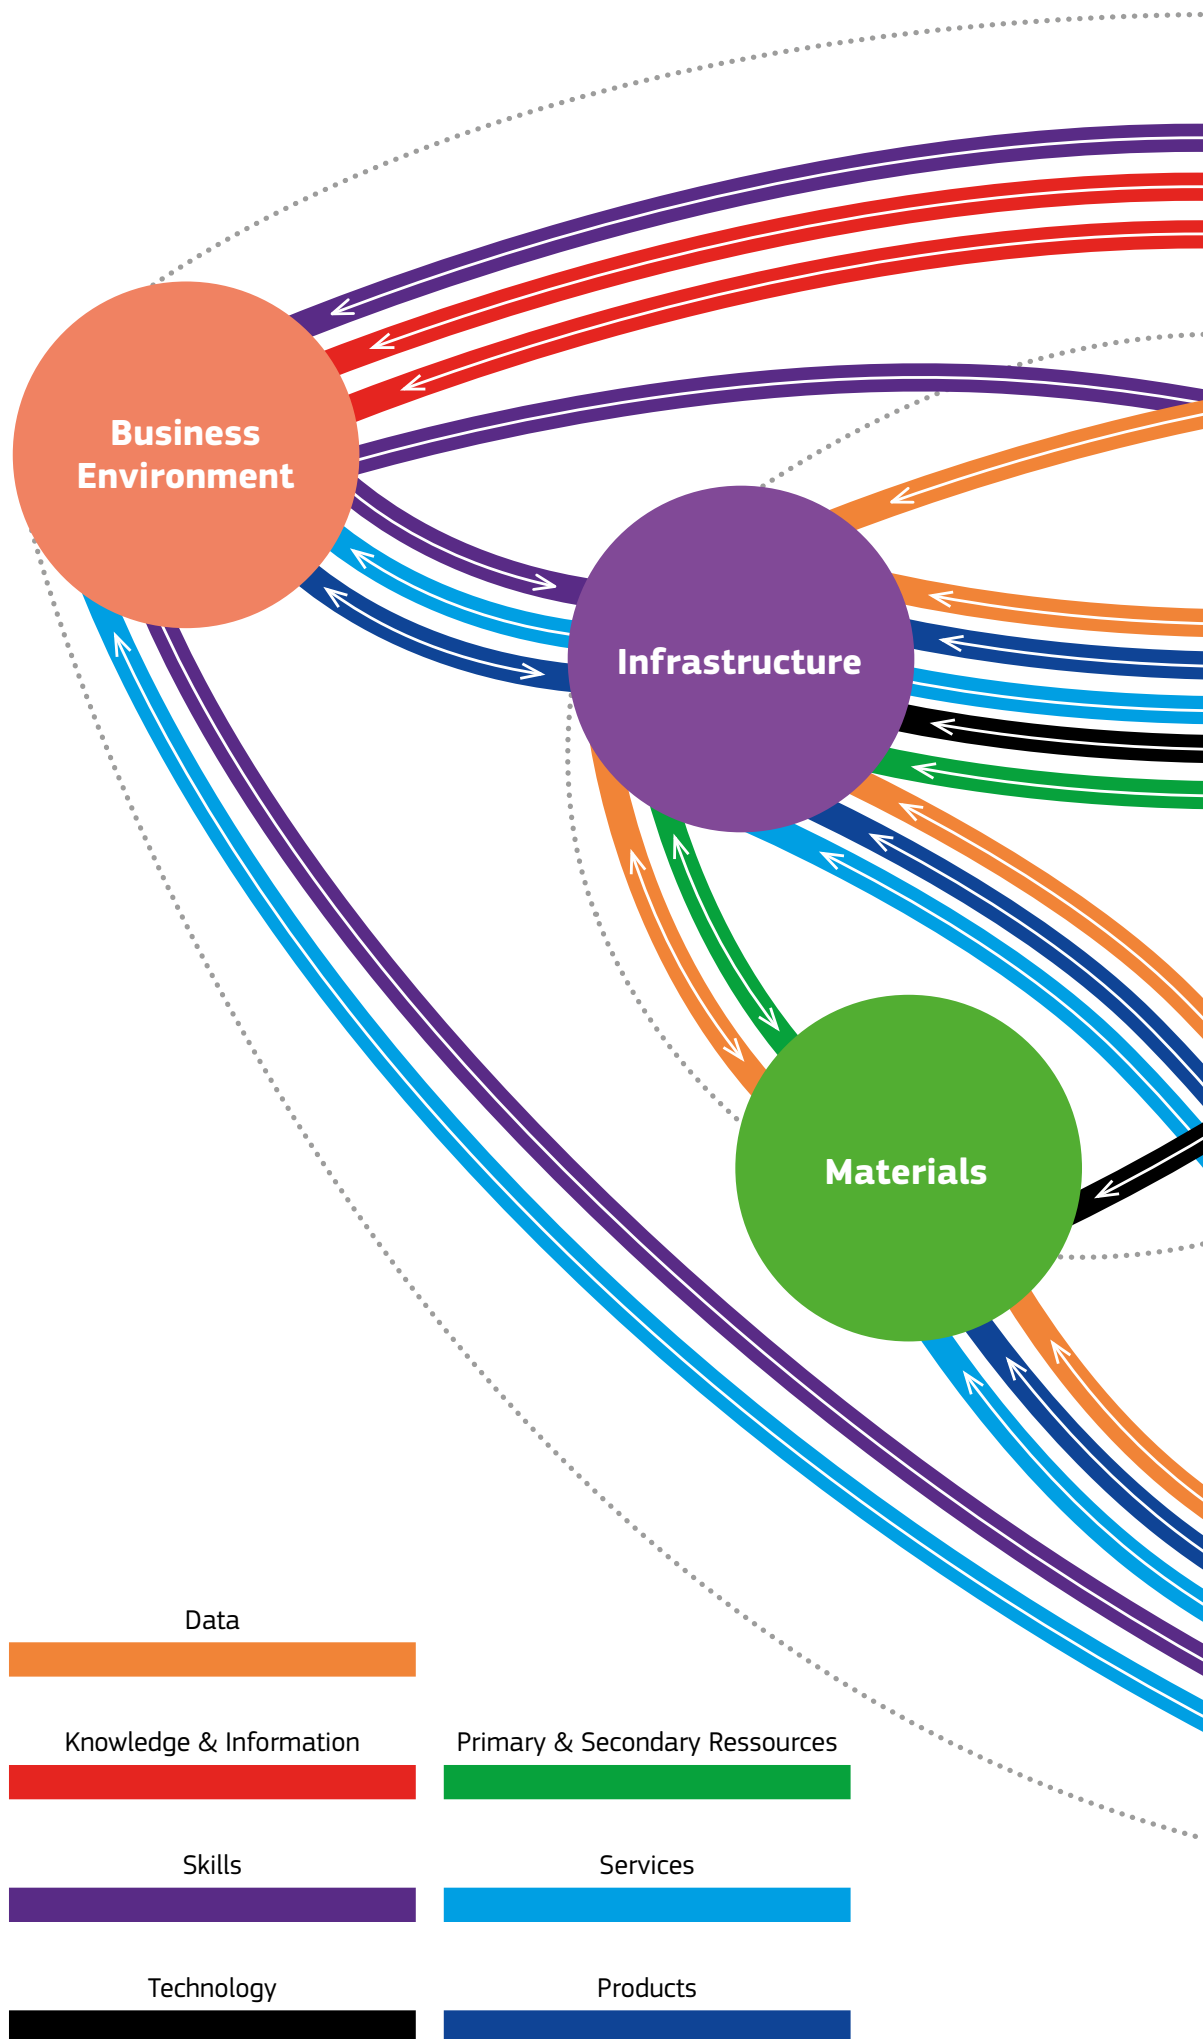 Business
Environment
Infrastructure
Materials
Data
Knowledge & Information
Primary & Secondary Ressources
Skills
Services
Technology
Products